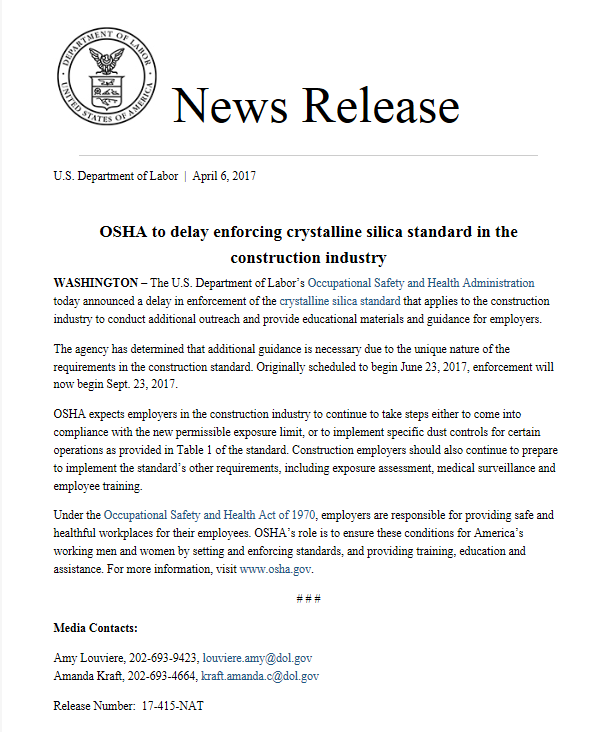 DEPARTMENT OF LABOR
UNITED STATES OF AMERICA
News Release
U.S. Department of Labor | April 6, 2017
OSHA to delay enforcing crystalline silica standard in the
construction industry
WASHINGTON – The U.S. Department of Labor’s Occupational Safety and Health Administration
today announced a delay in enforcement of the crystalline silica standard that applies to the construction
industry to conduct additional outreach and provide educational materials and guidance for employers.
The agency has determined that additional guidance is necessary due to the unique nature of the
requirements in the construction standard. Originally scheduled to begin June 23, 2017, enforcement will
now begin Sept. 23, 2017.
OSHA expects employers in the construction industry to continue to take steps either to come into
compliance with the new permissible exposure limit, or to implement specific dust controls for certain
operations as provided in Table 1 of the standard. Construction employers should also continue to prepare
to implement the standard’s other requirements, including exposure assessment, medical surveillance and
employee training.
Under the Occupational Safety and Health Act of 1970, employers are responsible for providing safe and
healthful workplaces for their employees. OSHA’s role is to ensure these conditions for America’s
working men and women by setting and enforcing standards, and providing training, education and
assistance. For more information, visit www.osha.gov.
# # #
Media Contacts:
Amy Louviere, 202-693-9423, louviere.amy@dol.gov
Amanda Kraft, 202-693-4664, kraft.amanda.c@dol.gov
Release Number: 17-415-NAT